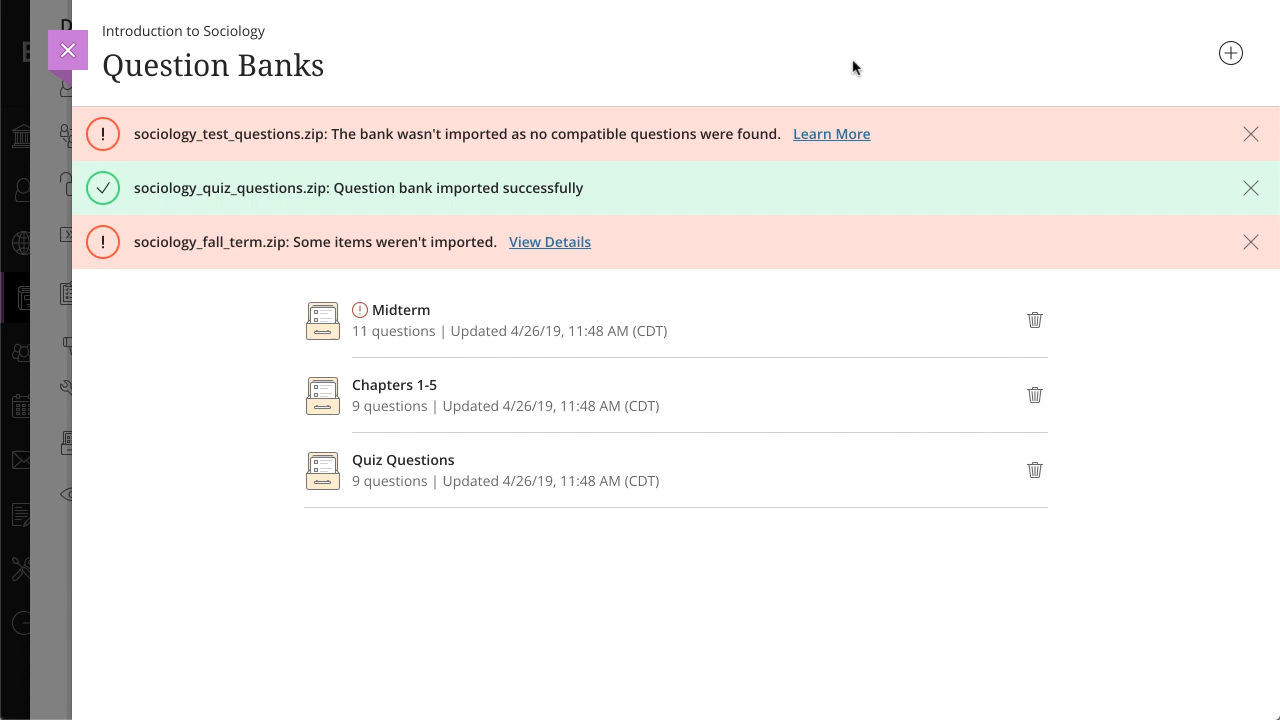 Introduction to Sociology
Question Banks
sociology_test_questions.zip: The bank wasn't imported as no compatible questions were found. Learn More
sociology_quiz_questions.zip: Question bank imported successfully
sociology_fall_term.zip: Some items weren't imported. View Details
Midterm
11 questions | Updated 4/26/19, 11:48 AM (CDT)
Chapters 1-5
9 questions | Updated 4/26/19, 11:48 AM (CDT)
Quiz Questions
9 questions | Updated 4/26/19, 11:48 AM (CDT)